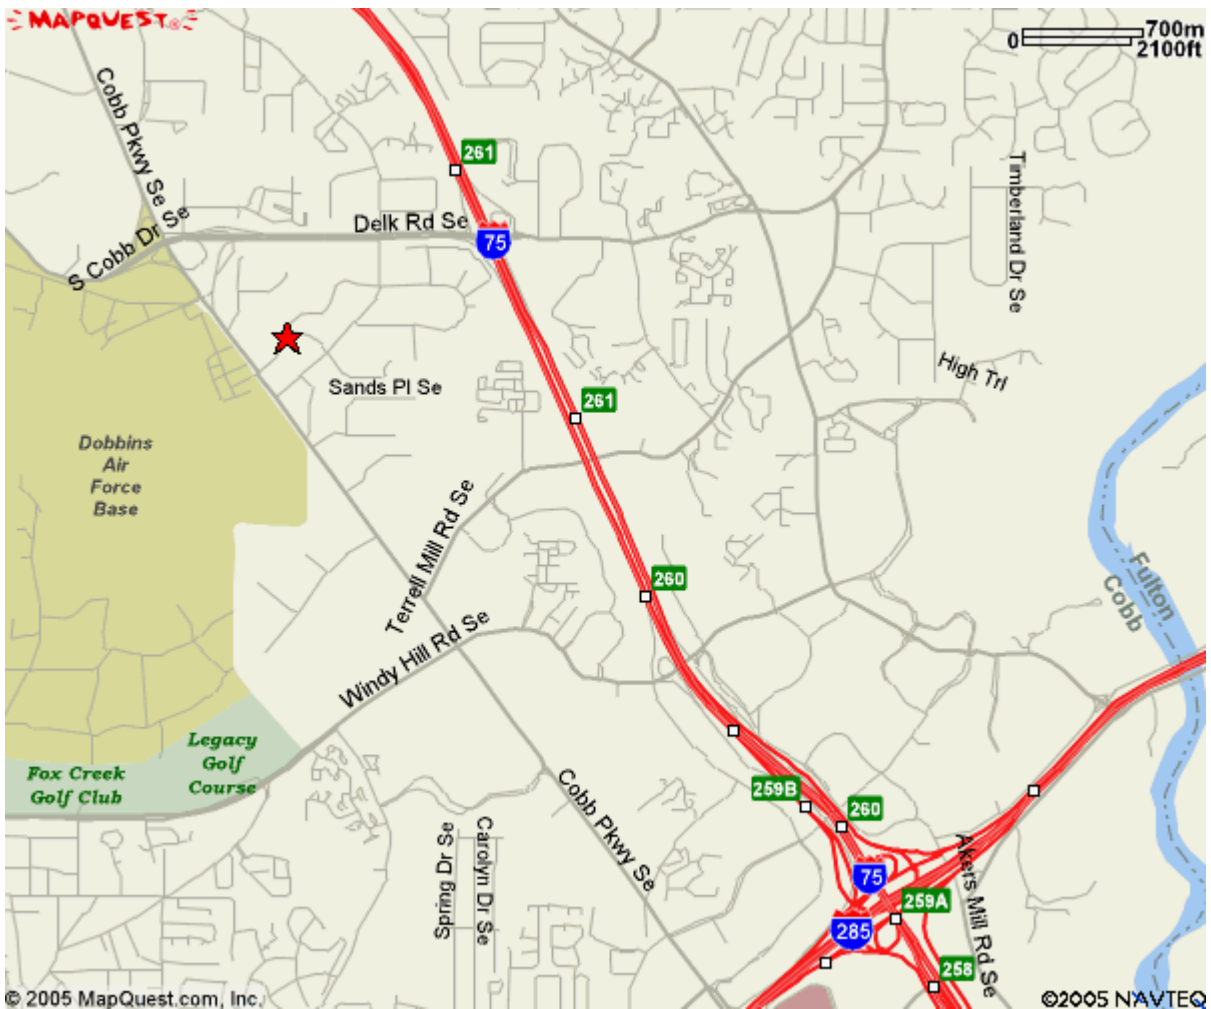 MAPQUEST®
0 700m
2100ft
Cobb Pkwy Se
261
S Cobb Dr Se
Delk Rd Se
75
Timberland Dr Se
High Trl
Sands Pl Se
261
Dobbins
Air
Force
Base
Terrell Mill Rd Se
260
Fulton
Cobb
Windy Hill Rd Se
Legacy
Golf
Course
Fox Creek
Golf Club
Cobb Pkwy Se
259B
260
Spring Dr Se
Carolyn Dr Se
75
Akers Mill Rd Se
259A
285
258
© 2005 MapQuest.com, Inc.
©2005 NAVTEQ